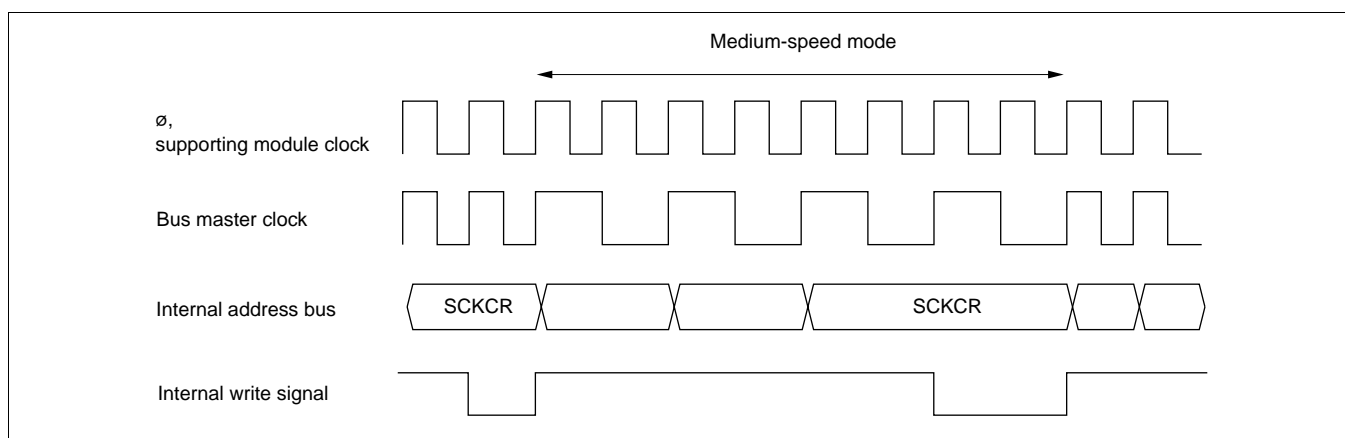 Medium-speed mode
ø,
supporting module clock
Bus master clock
Internal address bus
SCKCR
SCKCR
Internal write signal